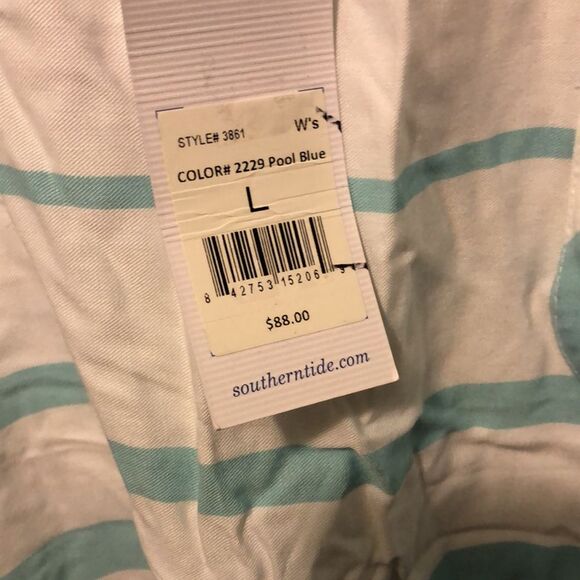 STYLE# 3861 W's
COLOR# 2229 Pool Blue
L
8 42753 15206
$88.00
southerntide.com